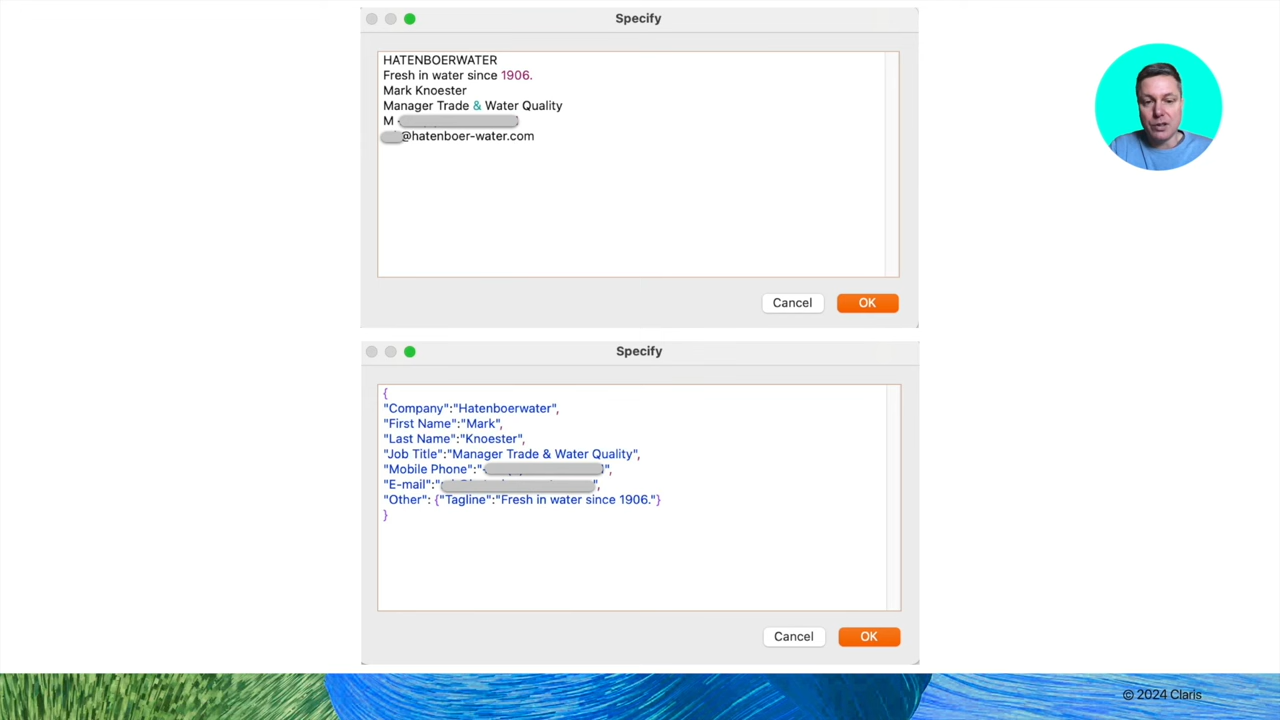 Specify
HATENBOERWATER
Fresh in water since 1906.
Mark Knoester
Manager Trade & Water Quality
M
@hatenboer-water.com
Cancel
OK
Specify
{
"Company":"Hatenboerwater",
"First Name":"Mark",
"Last Name":"Knoester",
"Job Title":"Manager Trade & Water Quality",
"Mobile Phone":"
",
"E-mail":"
",
"Other": {"Tagline":"Fresh in water since 1906."}
}
Cancel
OK
© 2024 Claris